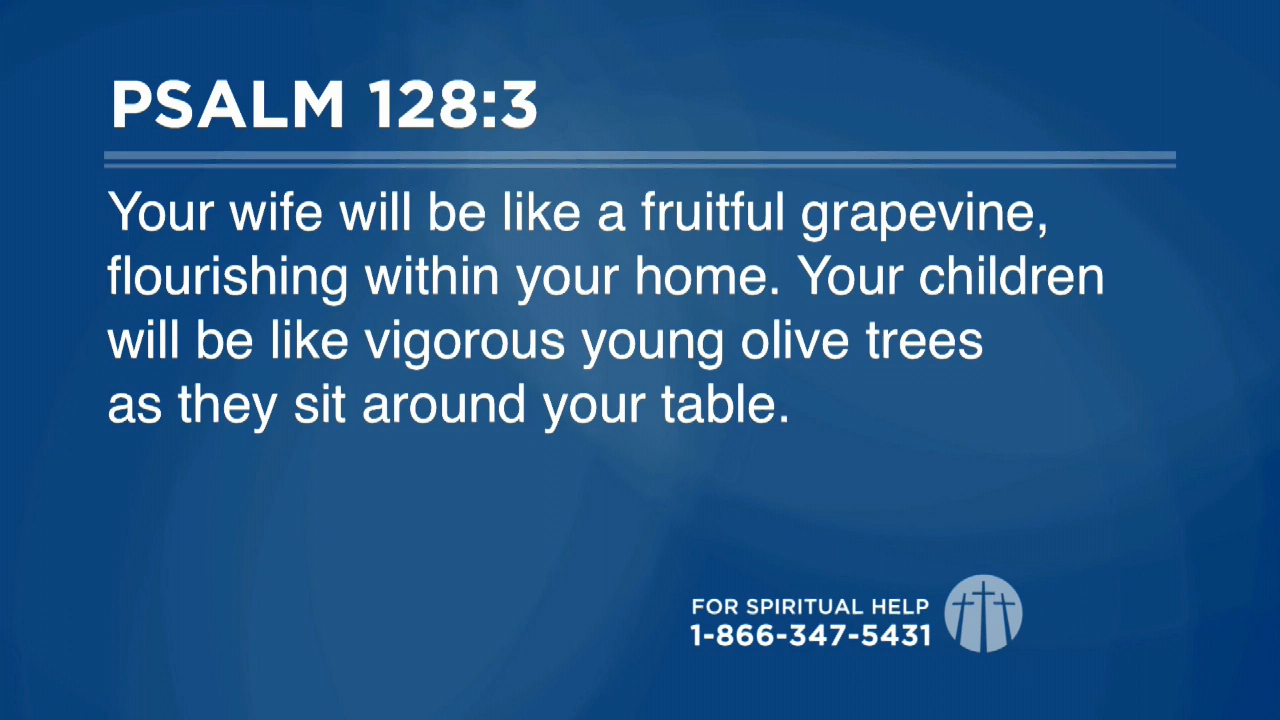 PSALM 128:3
Your wife will be like a fruitful grapevine,
flourishing within your home. Your children
will be like vigorous young olive trees
as they sit around your table.
FOR SPIRITUAL HELP
1-866-347-5431